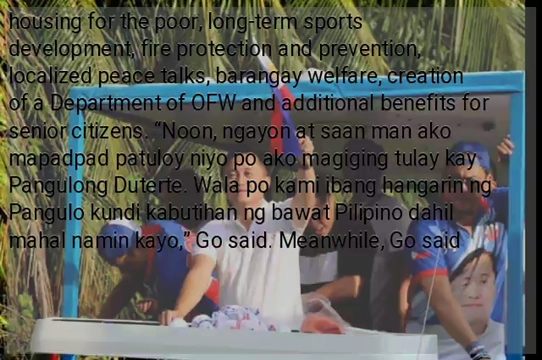 housing for the poor, long-term sports
development, fire protection and prevention,
localized peace talks, barangay welfare, creation
of a Department of OFW and additional benefits for
senior citizens. “Noon, ngayon at saan man ako
mapadpad patuloy niyo po ako magiging tulay kay
Pangulong Duterte. Wala po kami ibang hangarin ng
Pangulo kundi kabutihan ng bawat Pilipino dahil
mahal namin kayo,” Go said. Meanwhile, Go said